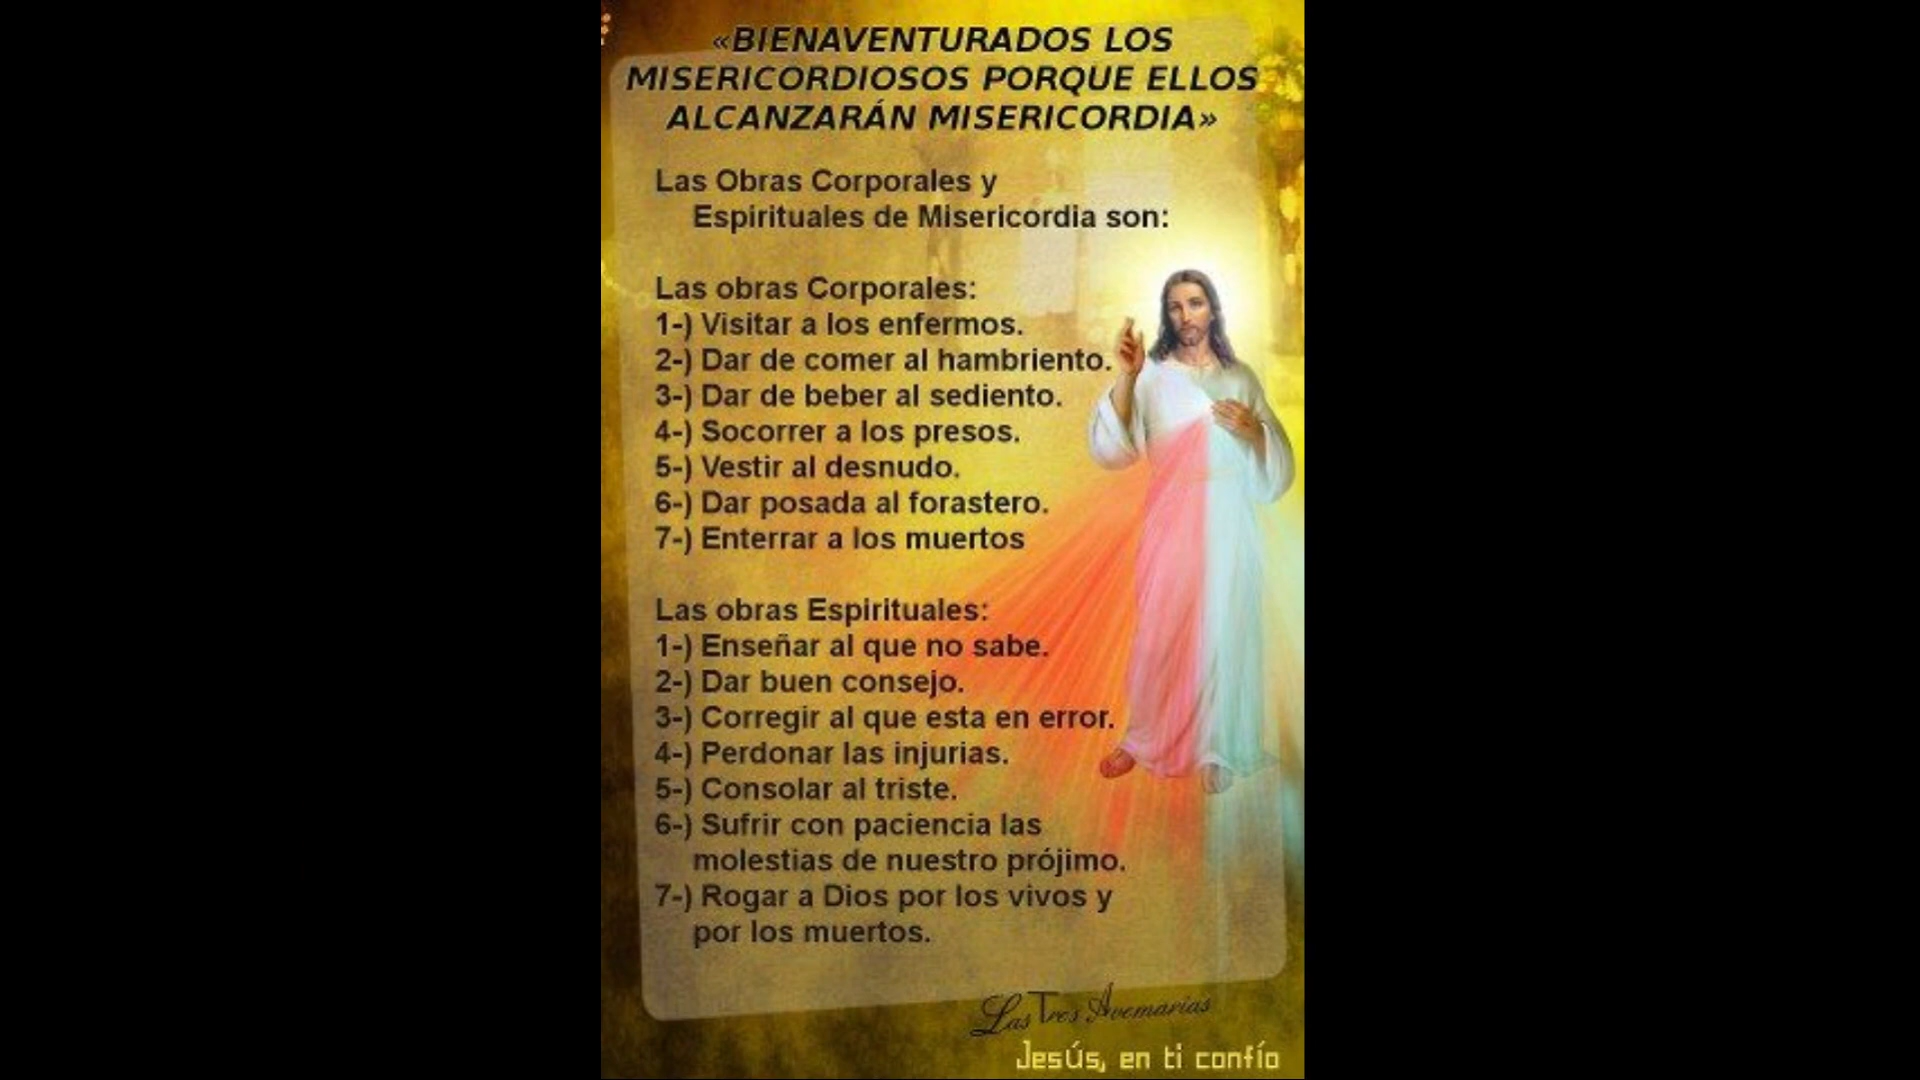 «BIENAVENTURADOS LOS
MISERICORDIOSOS PORQUE ELLOS
ALCANZARÁN MISERICORDIA»
Las Obras Corporales y
Espirituales de Misericordia son:
Las obras Corporales:
1-) Visitar a los enfermos.
2-) Dar de comer al hambriento.
3-) Dar de beber al sediento.
4-) Socorrer a los presos.
5-) Vestir al desnudo.
6-) Dar posada al forastero.
7-) Enterrar a los muertos
Las obras Espirituales:
1-) Enseñar al que no sabe.
2-) Dar buen consejo.
3-) Corregir al que esta en error.
4-) Perdonar las injurias.
5-) Consolar al triste.
6-) Sufrir con paciencia las
molestias de nuestro prójimo.
7-) Rogar a Dios por los vivos y
por los muertos.
Las Tres Avemarías
Jesús, en ti confío